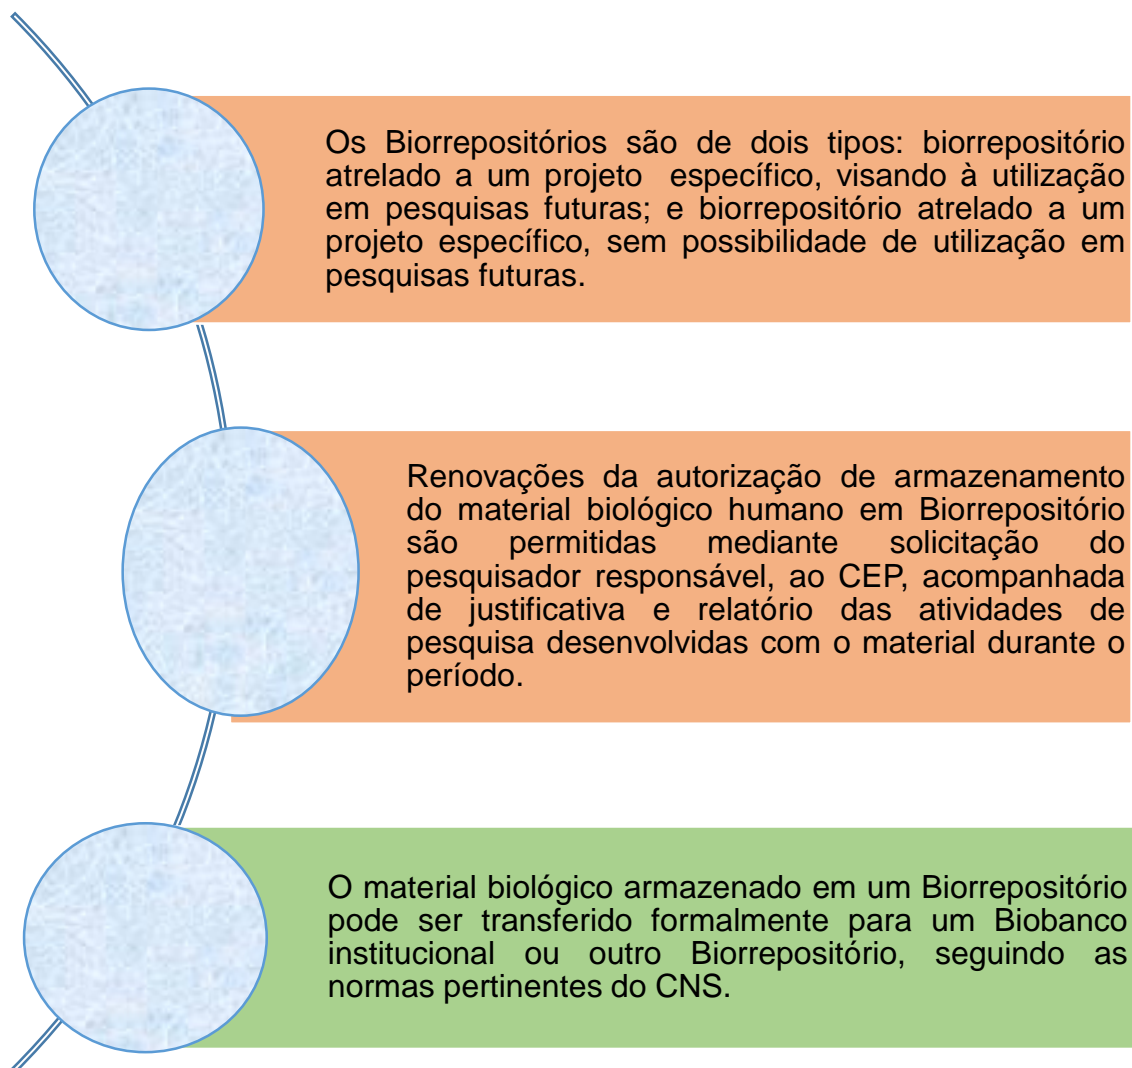 Os Biorrepositórios são de dois tipos: biorrepositório
atrelado a um projeto específico, visando à utilização
em pesquisas futuras; e biorrepositório atrelado a um
projeto específico, sem possibilidade de utilização em
pesquisas futuras.
Renovações da autorização de armazenamento
do material biológico humano em Biorrepositório
são permitidas mediante solicitação do
pesquisador responsável, ao CEP, acompanhada
de justificativa e relatório das atividades de
pesquisa desenvolvidas com o material durante o
período.
O material biológico armazenado em um Biorrepositório
pode ser transferido formalmente para um Biobanco
institucional ou outro Biorrepositório, seguindo as
normas pertinentes do CNS.